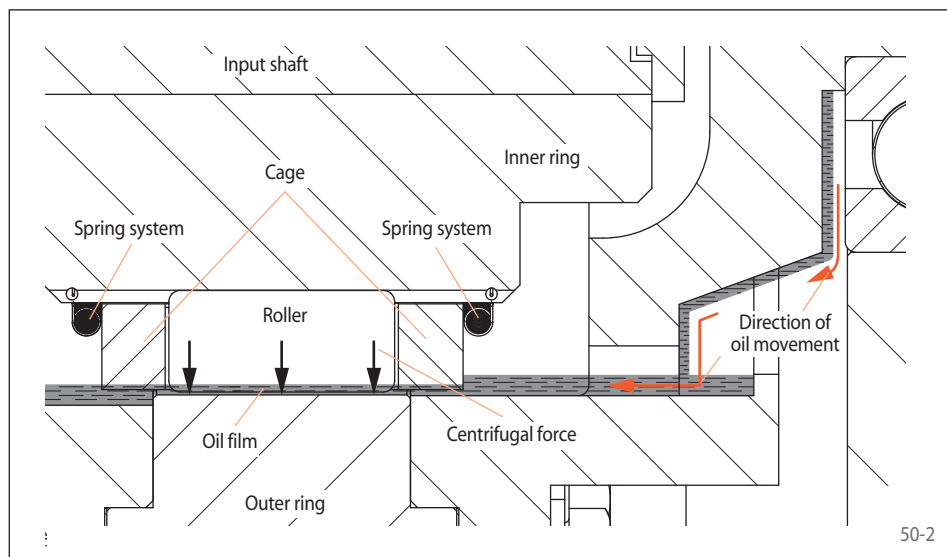 Input shaft
Inner ring
Cage
Spring system
Spring system
Roller
Direction of
oil movement
Oil film
Centrifugal force
Outer ring
50-2